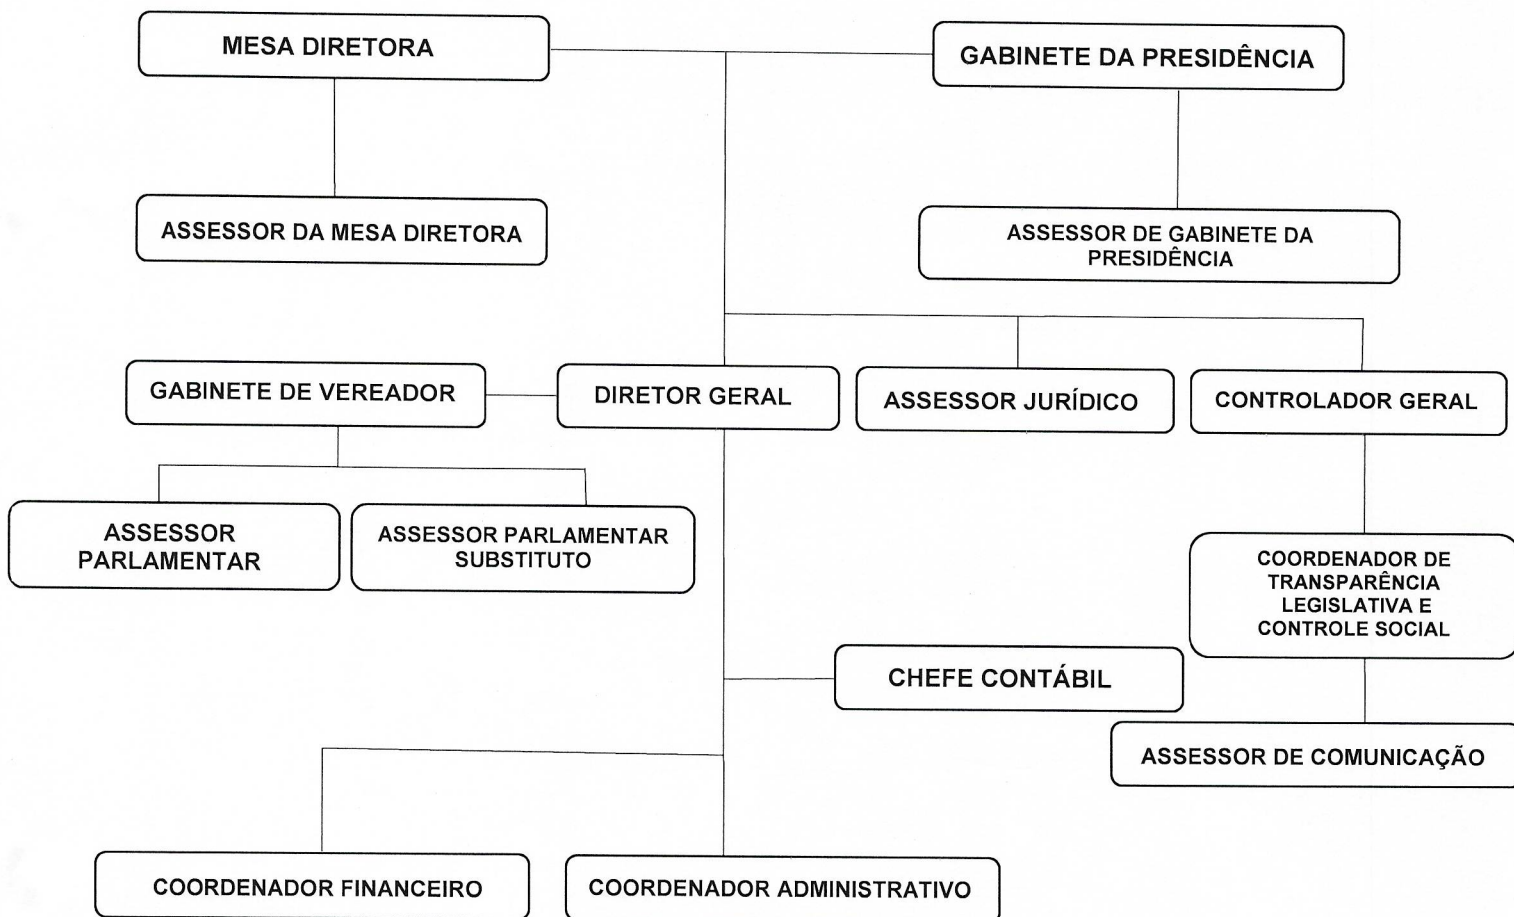 MESA DIRETORA
GABINETE DA PRESIDÊNCIA
ASSESSOR DA MESA DIRETORA
ASSESSOR DE GABINETE DA
PRESIDÊNCIA
GABINETE DE VEREADOR
DIRETOR GERAL
ASSESSOR JURÍDICO
CONTROLADOR GERAL
ASSESSOR
PARLAMENTAR
ASSESSOR PARLAMENTAR
SUBSTITUTO
COORDENADOR DE
TRANSPARÊNCIA
LEGISLATIVA E
CONTROLE SOCIAL
CHEFE CONTÁBIL
ASSESSOR DE COMUNICAÇÃO
COORDENADOR FINANCEIRO
COORDENADOR ADMINISTRATIVO